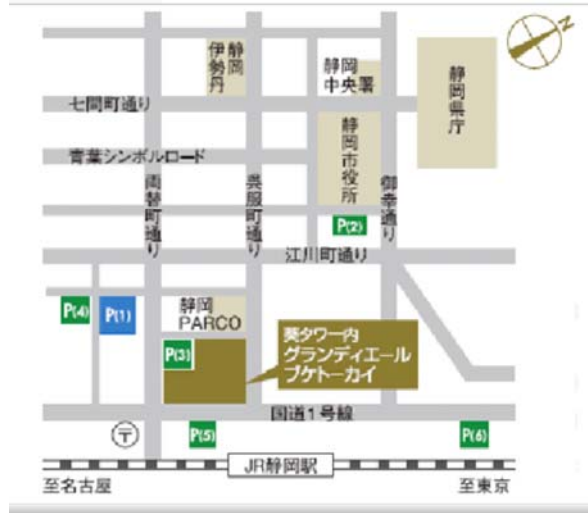 静岡
伊勢丹
静岡
中央署
静岡県庁
七間町通り
静岡市役所
青葉シンボルロード
両替町通り
呉服町通り
御幸通り
P(2)
江川町通り
P(4)
P(1)
静岡
PARCO
P(3)
葵タワー内
グランディエール
ブケトーカイ
国道1号線
〒
P(5)
P(6)
JR静岡駅
至名古屋
至東京